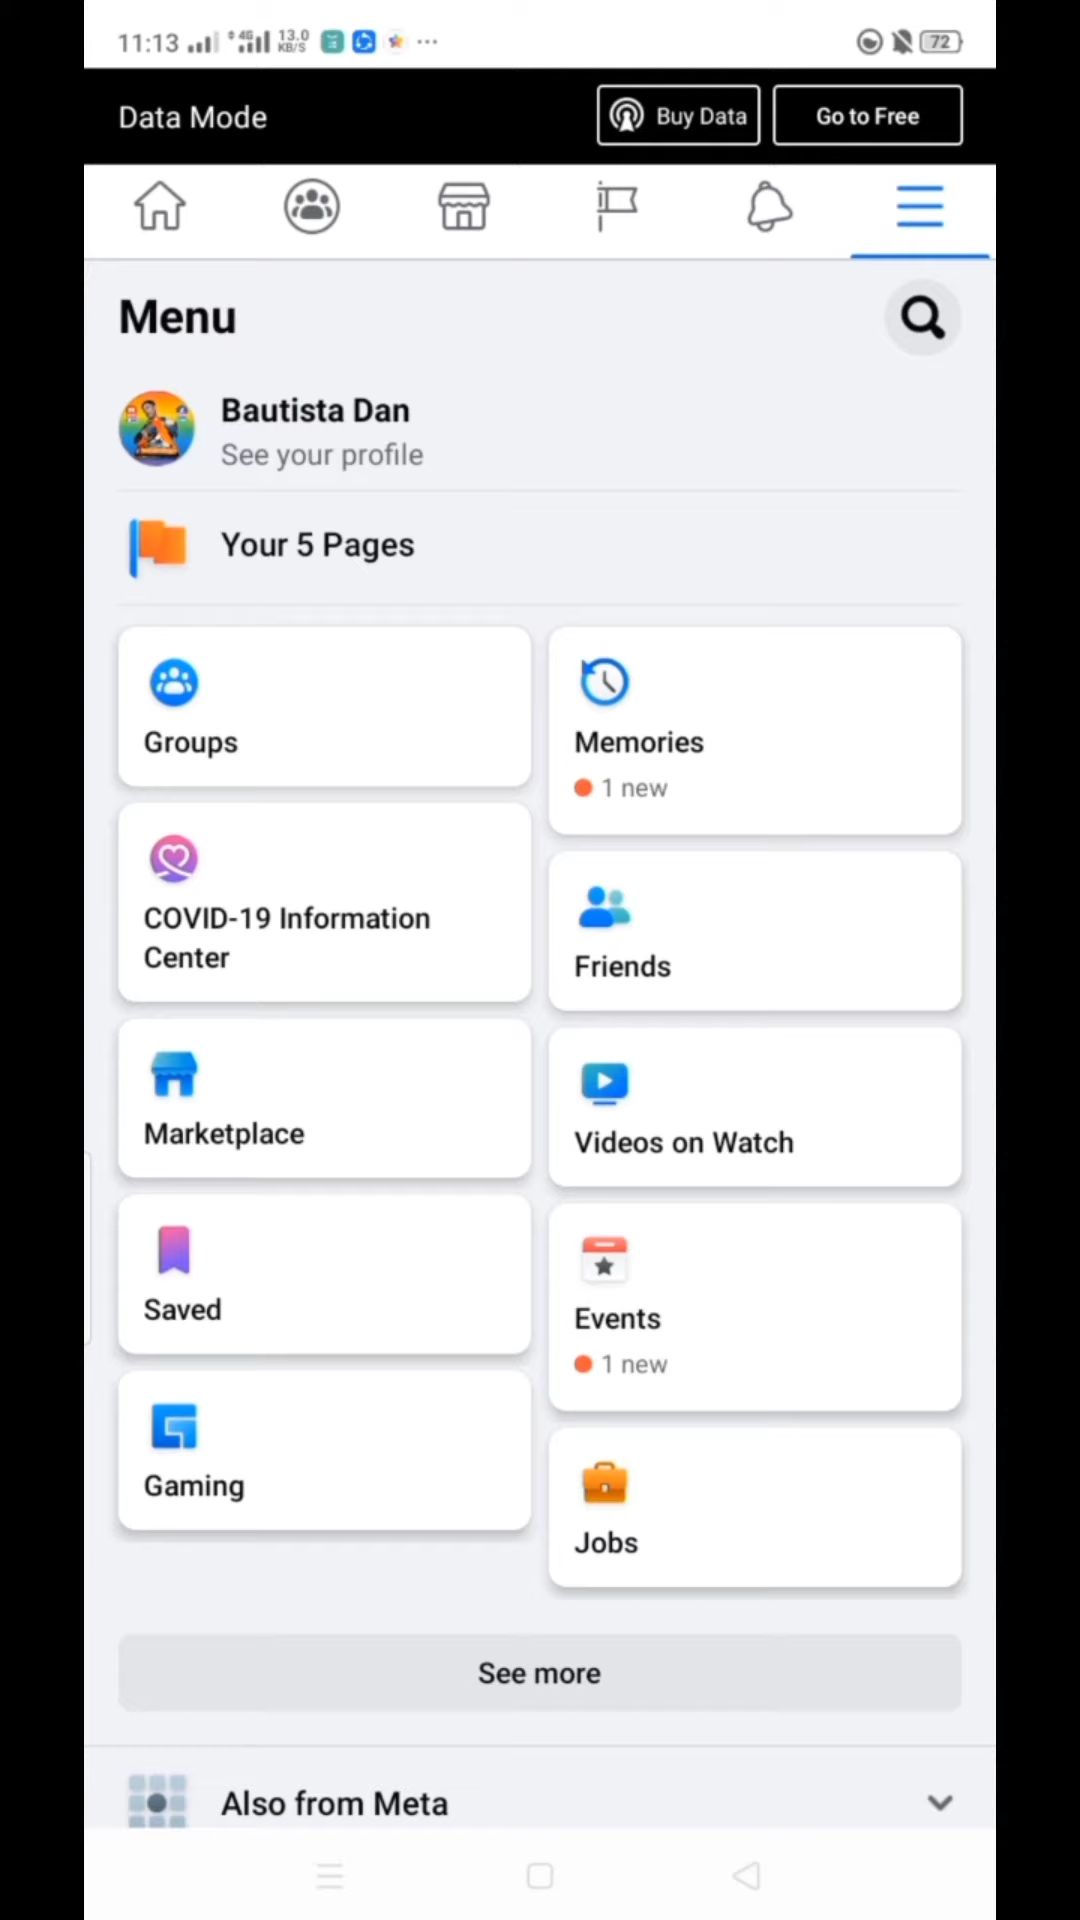 11:13 4G 13.0 KB/S 72
Data Mode
Buy Data
Go to Free
Menu
Bautista Dan
See your profile
Your 5 Pages
Groups
Memories
1 new
COVID-19 Information
Center
Friends
Marketplace
Videos on Watch
Saved
Events
1 new
Gaming
Jobs
See more
Also from Meta